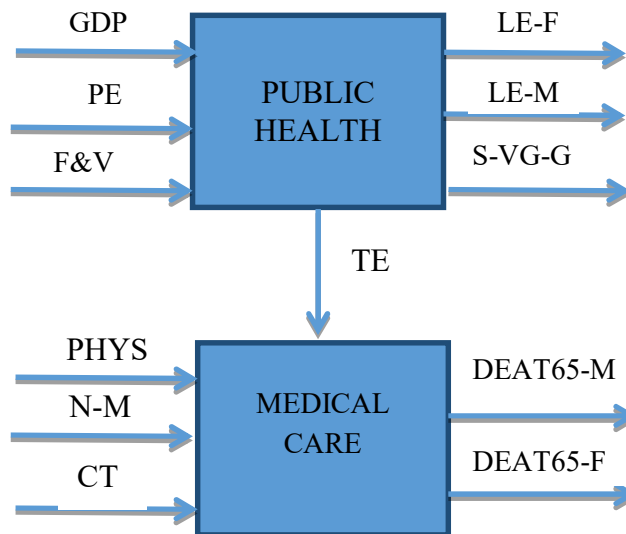 GDP
LE-F
PE
PUBLIC
HEALTH
LE-M
F&V
S-VG-G
TE
PHYS
DEAT65-M
N-M
MEDICAL
CARE
CT
DEAT65-F